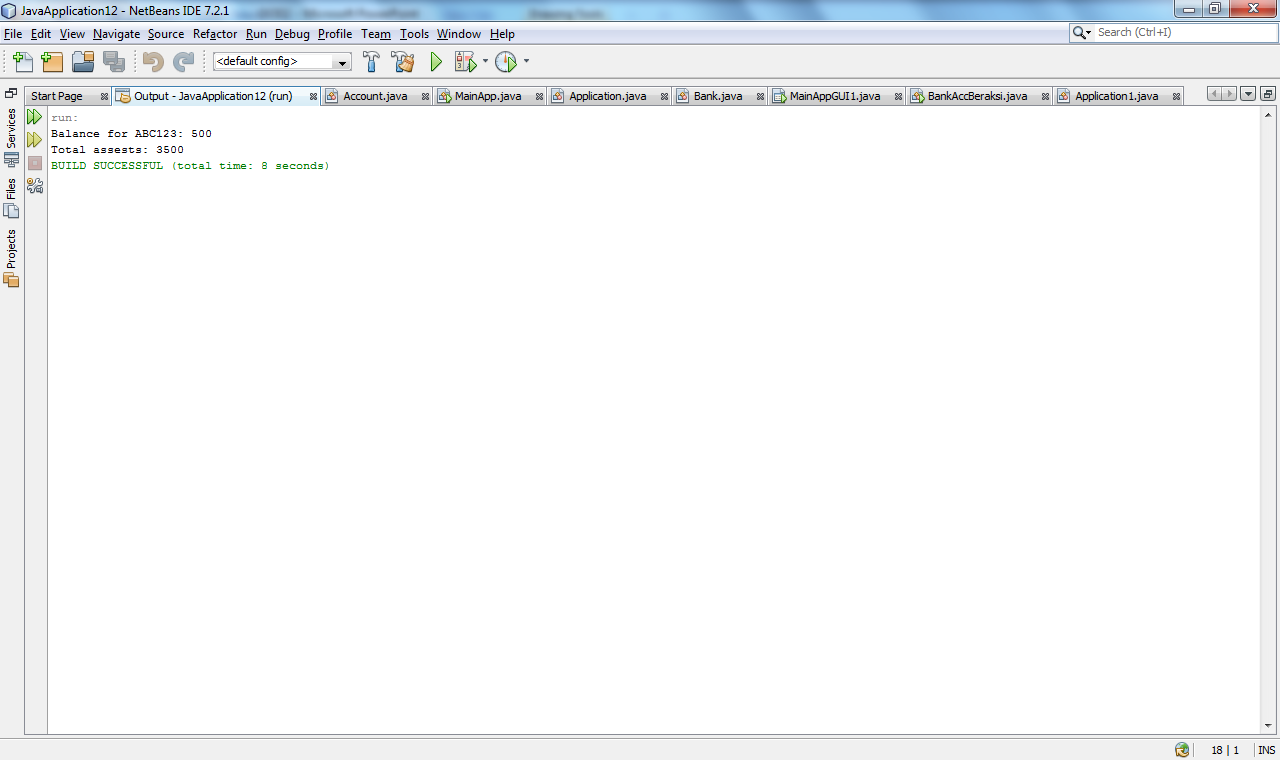 JavaApplication12 - NetBeans IDE 7.2.1
File Edit View Navigate Source Refactor Run Debug Profile Team Tools Window Help
Search (Ctrl+I)
<default config>
Start Page
Output - JavaApplication12 (run)
Account.java
MainApp.java
Application.java
Bank.java
MainAppGUI1.java
BankAccBeraksi.java
Application1.java
Services
Files
Projects
run:
Balance for ABC123: 500
Total assests: 3500
BUILD SUCCESSFUL (total time: 8 seconds)
18 | 1
INS